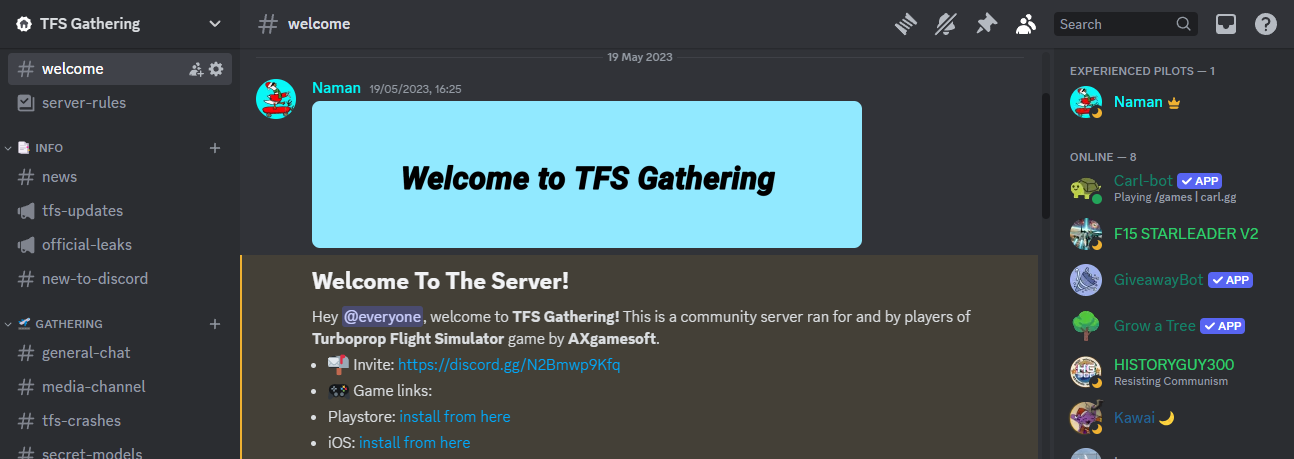 TFS Gathering
welcome
server-rules
INFO
news
tfs-updates
official-leaks
new-to-discord
GATHERING
general-chat
media-channel
tfs-crashes
secret-models
# welcome
Search
19 May 2023
Naman 19/05/2023, 16:25
Welcome to TFS Gathering
Welcome To The Server!
Hey @everyone, welcome to TFS Gathering! This is a community server ran for and by players of
Turboprop Flight Simulator game by AXgamesoft.
• 📬 Invite: https://discord.gg/N2Bmwp9Kfq
• 🎮 Game links:
• Playstore: install from here
• iOS: install from here
EXPERIENCED PILOTS — 1
Naman
ONLINE — 8
Carl-bot ✓ APP
Playing /games | carl.gg
F15 STARLEADER V2
GiveawayBot ✓ APP
Grow a Tree ✓ APP
HISTORYGUY300
Resisting Communism
Kawai 🌙